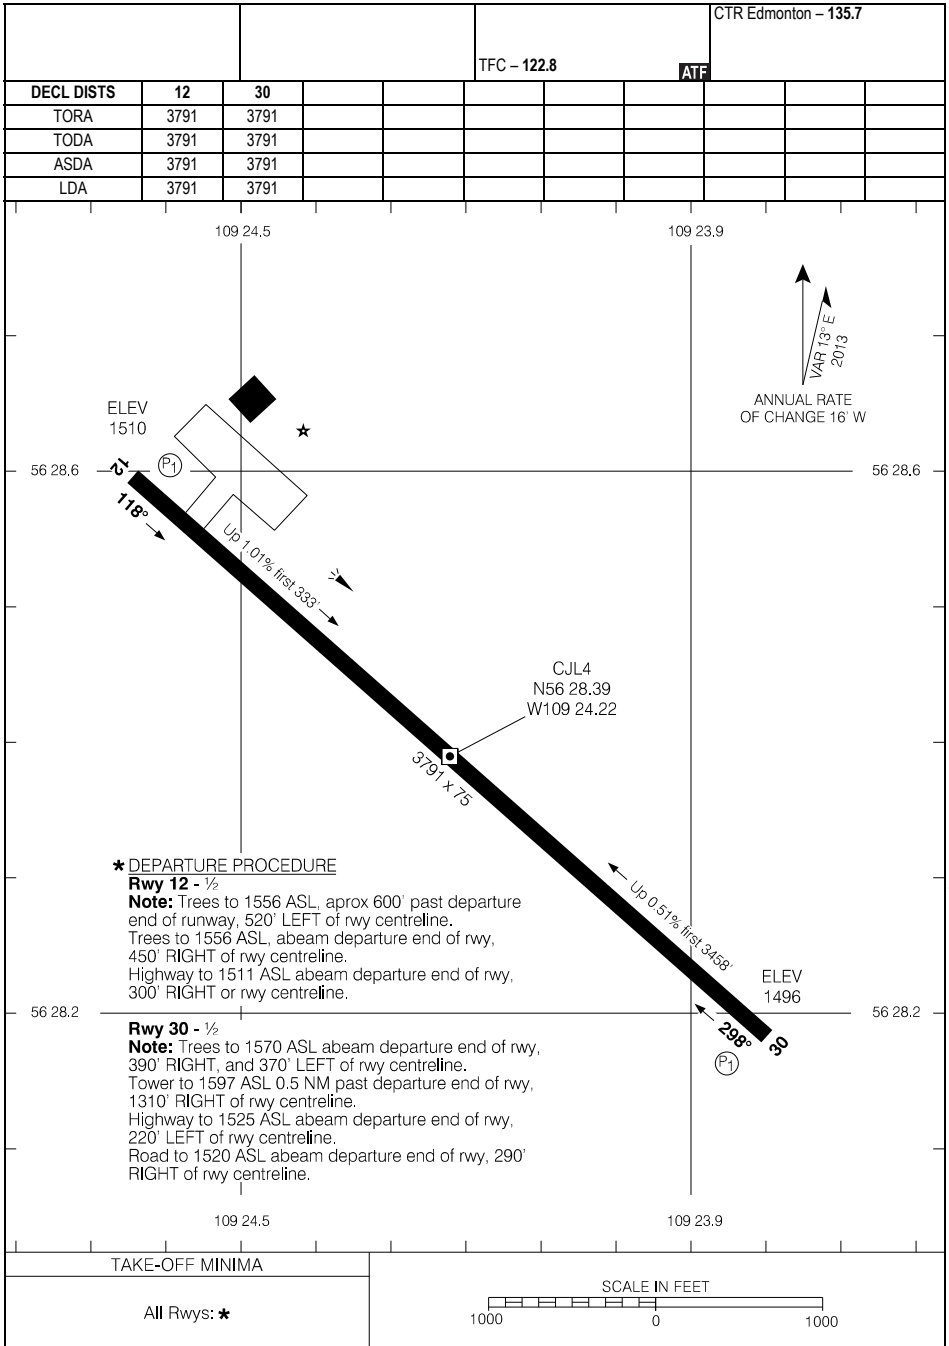 CTR Edmonton – 135.7
TFC – 122.8
ATF
DECL DISTS 12 30
TORA 3791 3791
TODA 3791 3791
ASDA 3791 3791
LDA 3791 3791
109 24.5 109 23.9
VAR 13° E
2013
ANNUAL RATE
OF CHANGE 16' W
ELEV
1510
P1
56 28.6 56 28.6
12
118°
Up 1.01% first 333'
CJL4
N56 28.39
W109 24.22
3791 x 75
* DEPARTURE PROCEDURE
Rwy 12 - ½
Note: Trees to 1556 ASL, aprox 600' past departure
end of runway, 520' LEFT of rwy centreline.
Trees to 1556 ASL, abeam departure end of rwy,
450' RIGHT of rwy centreline.
Highway to 1511 ASL abeam departure end of rwy,
300' RIGHT or rwy centreline.
Up 0.51% first 3458'
ELEV
1496
56 28.2 56 28.2
298°
30
P1
Rwy 30 - ½
Note: Trees to 1570 ASL abeam departure end of rwy,
390' RIGHT, and 370' LEFT of rwy centreline.
Tower to 1597 ASL 0.5 NM past departure end of rwy,
1310' RIGHT of rwy centreline.
Highway to 1525 ASL abeam departure end of rwy,
220' LEFT of rwy centreline.
Road to 1520 ASL abeam departure end of rwy, 290'
RIGHT of rwy centreline.
109 24.5 109 23.9
TAKE-OFF MINIMA
All Rwys: *
SCALE IN FEET
1000 0 1000